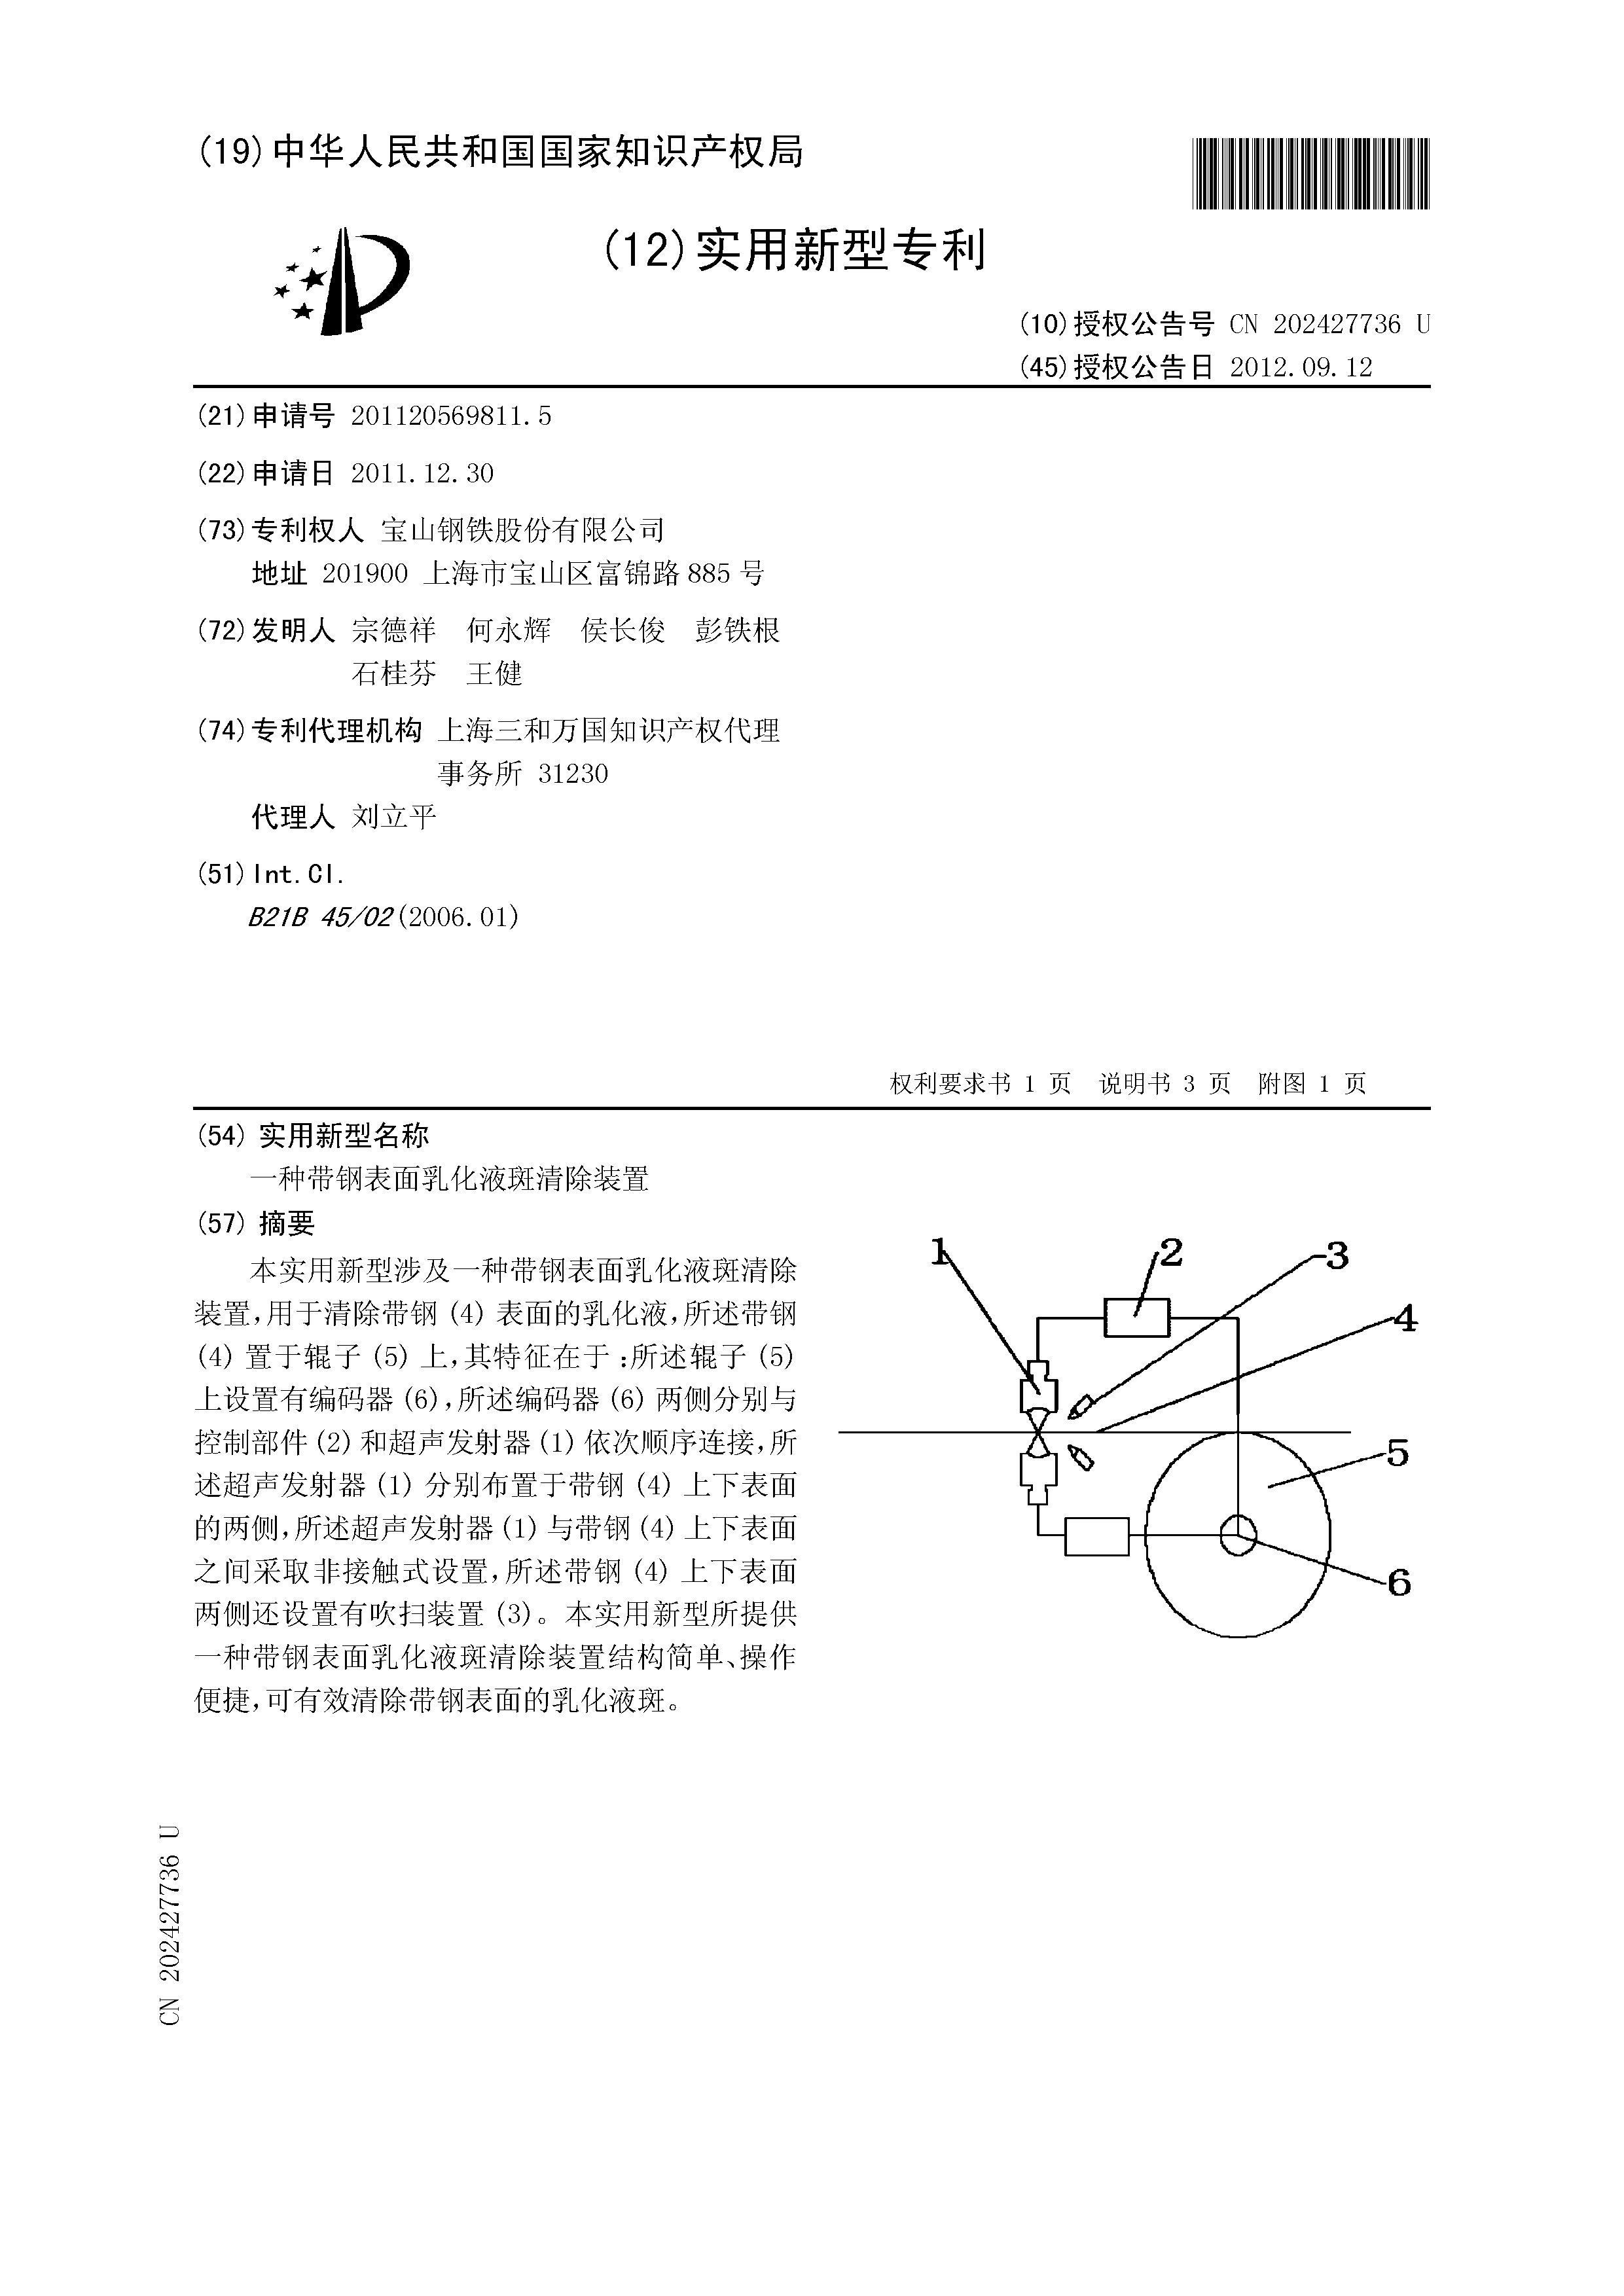 (19)中华人民共和国国家知识产权局
(12)实用新型专利
(10)授权公告号 CN 202427736 U
(45)授权公告日 2012.09.12
(21)申请号 201120569811.5
(22)申请日 2011.12.30
(73)专利权人 宝山钢铁股份有限公司
地址 201900 上海市宝山区富锦路885号
(72)发明人 宗德祥 何永辉 侯长俊 彭铁根
石桂芬 王健
(74)专利代理机构 上海三和万国知识产权代理
事务所 31230
代理人 刘立平
(51)Int.Cl.
B21B 45/02(2006.01)
权利要求书 1 页 说明书 3 页 附图 1 页
(54)实用新型名称
一种带钢表面乳化液斑清除装置
(57)摘要
本实用新型涉及一种带钢表面乳化液斑清除
装置,用于清除带钢(4)表面的乳化液,所述带钢
(4)置于辊子(5)上,其特征在于:所述辊子(5)
上设置有编码器(6),所述编码器(6)两侧分别与
控制部件(2)和超声发射器(1)依次顺序连接,所
述超声发射器(1)分别布置于带钢(4)上下表面
的两侧,所述超声发射器(1)与带钢(4)上下表面
之间采取非接触式设置,所述带钢(4)上下表面
两侧还设置有吹扫装置(3)。本实用新型所提供
一种带钢表面乳化液斑清除装置结构简单、操作
便捷,可有效清除带钢表面的乳化液斑。
1
2
3
4
5
6
CN 202427736 U